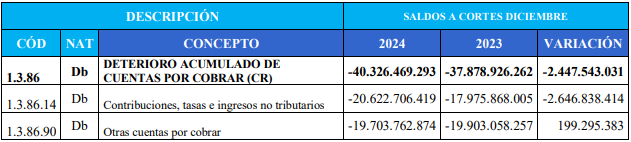 DESCRIPCIÓN SALDOS A CORTES DICIEMBRE
CÓD NAT CONCEPTO 2024 2023 VARIACIÓN
1.3.86 Db DETERIORO ACUMULADO DE CUENTAS POR COBRAR (CR) -40.326.469.293 -37.878.926.262 -2.447.543.031
1.3.86.14 Db Contribuciones, tasas e ingresos no tributarios -20.622.706.419 -17.975.868.005 -2.646.838.414
1.3.86.90 Db Otras cuentas por cobrar -19.703.762.874 -19.903.058.257 199.295.383